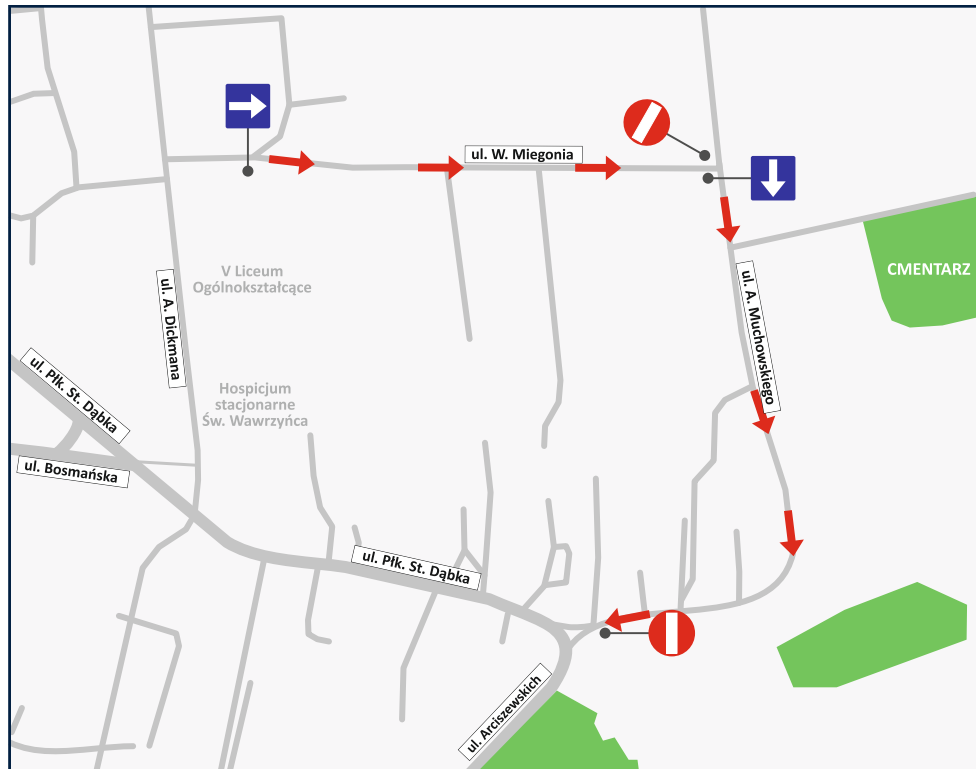 ul. W. Miegonia
V Liceum
Ogólnokształcące
CMENTARZ
ul. A. Dickmana
ul. A. Muchowskiego
ul. Płk. St. Dąbka
Hospicjum
stacjonarne
Św. Wawrzyńca
ul. Bosmańska
ul. Płk. St. Dąbka
ul. Arciszewskich